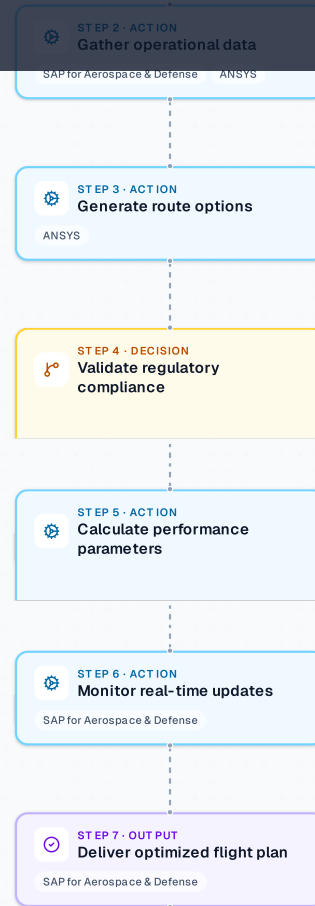 STEP 2 · ACTION
Gather operational data
SAP for Aerospace & Defense ANSYS
STEP 3 · ACTION
Generate route options
ANSYS
STEP 4 · DECISION
Validate regulatory
compliance
STEP 5 · ACTION
Calculate performance
parameters
STEP 6 · ACTION
Monitor real-time updates
SAP for Aerospace & Defense
STEP 7 · OUTPUT
Deliver optimized flight plan
SAP for Aerospace & Defense